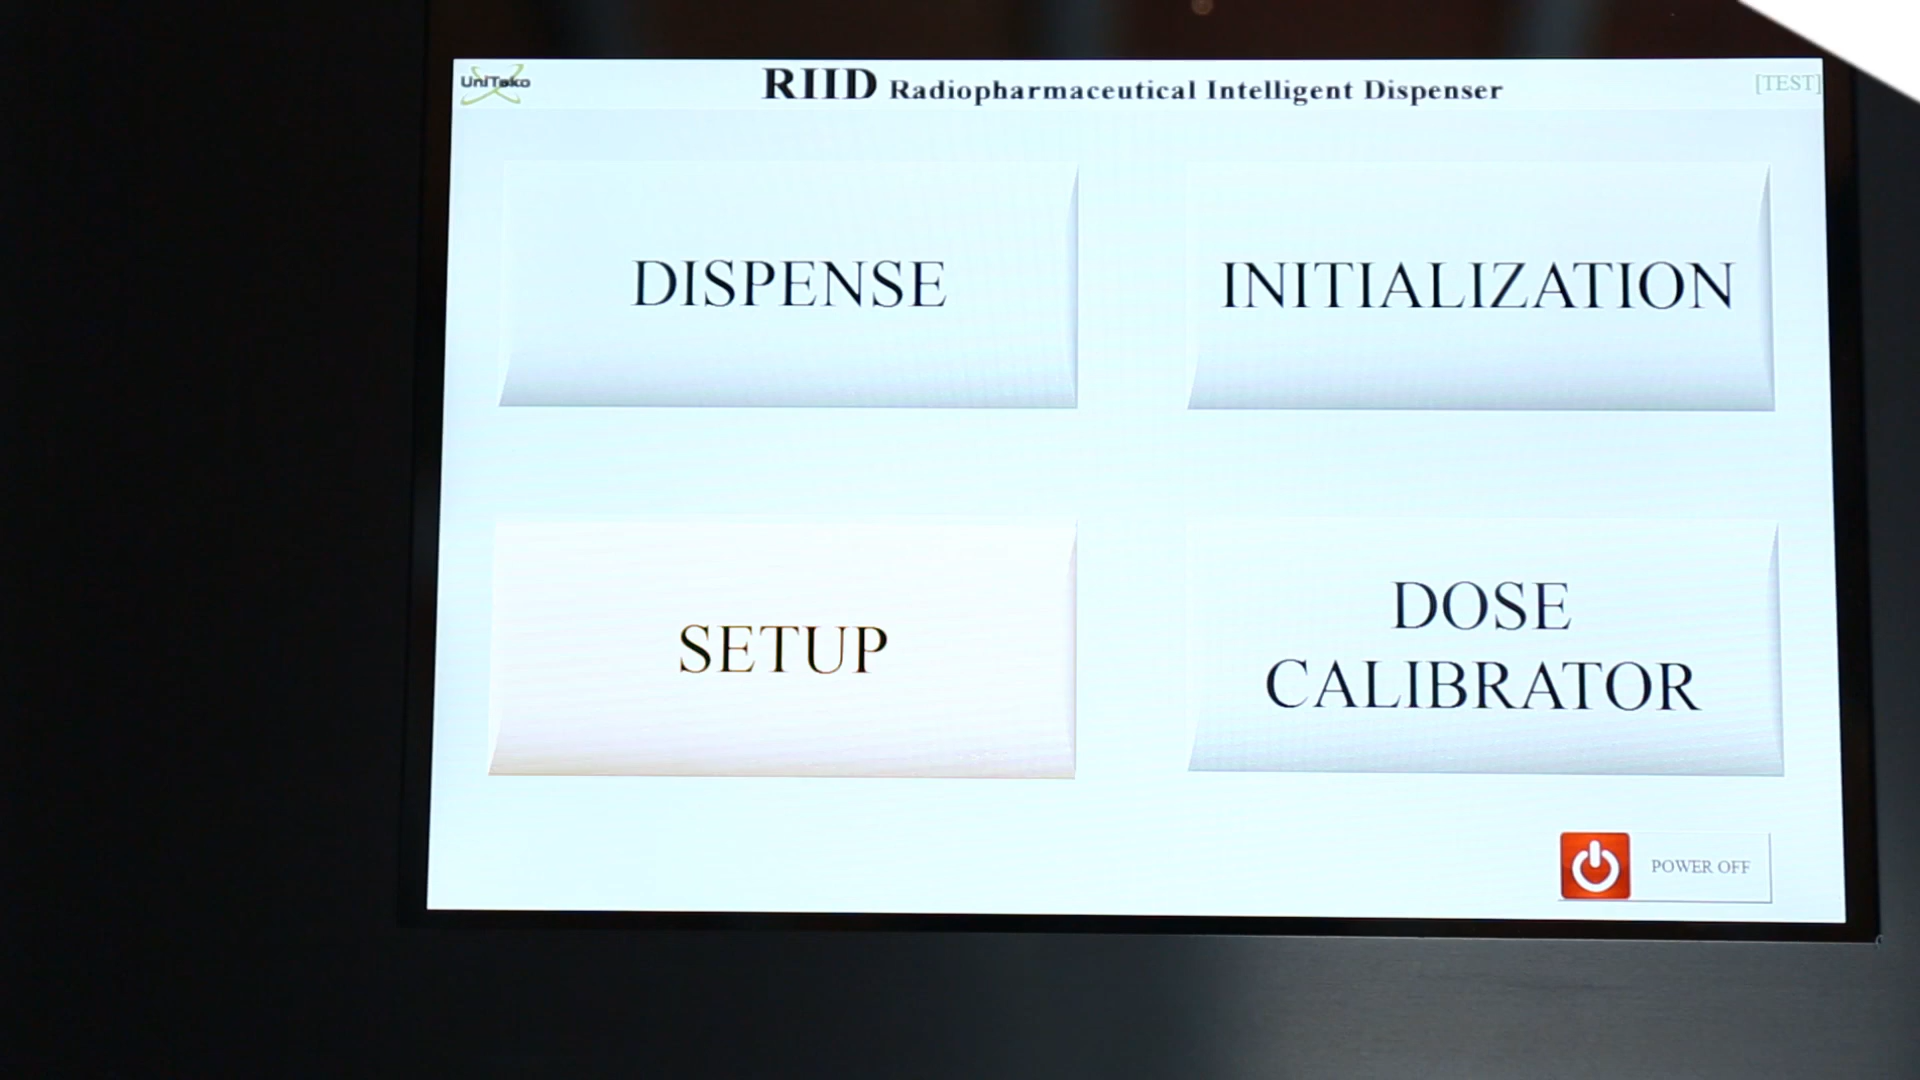 UniTeko
RIID Radiopharmaceutical Intelligent Dispenser
[TEST]
DISPENSE
INITIALIZATION
SETUP
DOSE
CALIBRATOR
POWER OFF